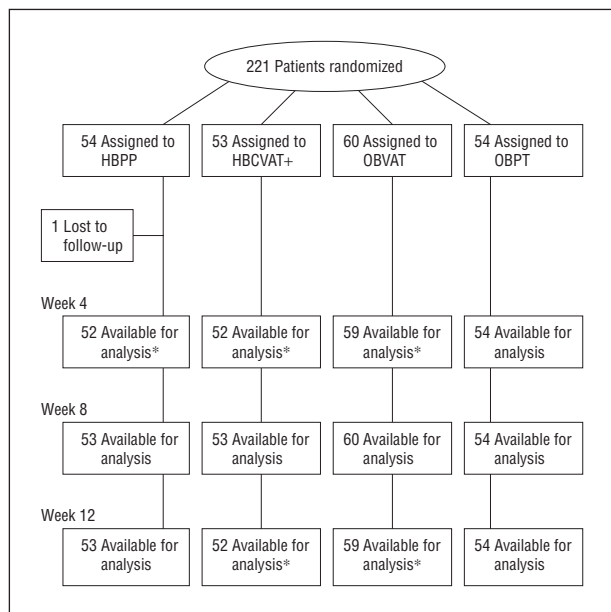 221 Patients randomized
54 Assigned to
HBPP
53 Assigned to
HBCVAT+
60 Assigned to
OBVAT
54 Assigned to
OBPT
1 Lost to
follow-up
Week 4
52 Available for
analysis*
52 Available for
analysis*
59 Available for
analysis*
54 Available for
analysis
Week 8
53 Available for
analysis
53 Available for
analysis
60 Available for
analysis
54 Available for
analysis
Week 12
53 Available for
analysis
52 Available for
analysis*
59 Available for
analysis*
54 Available for
analysis